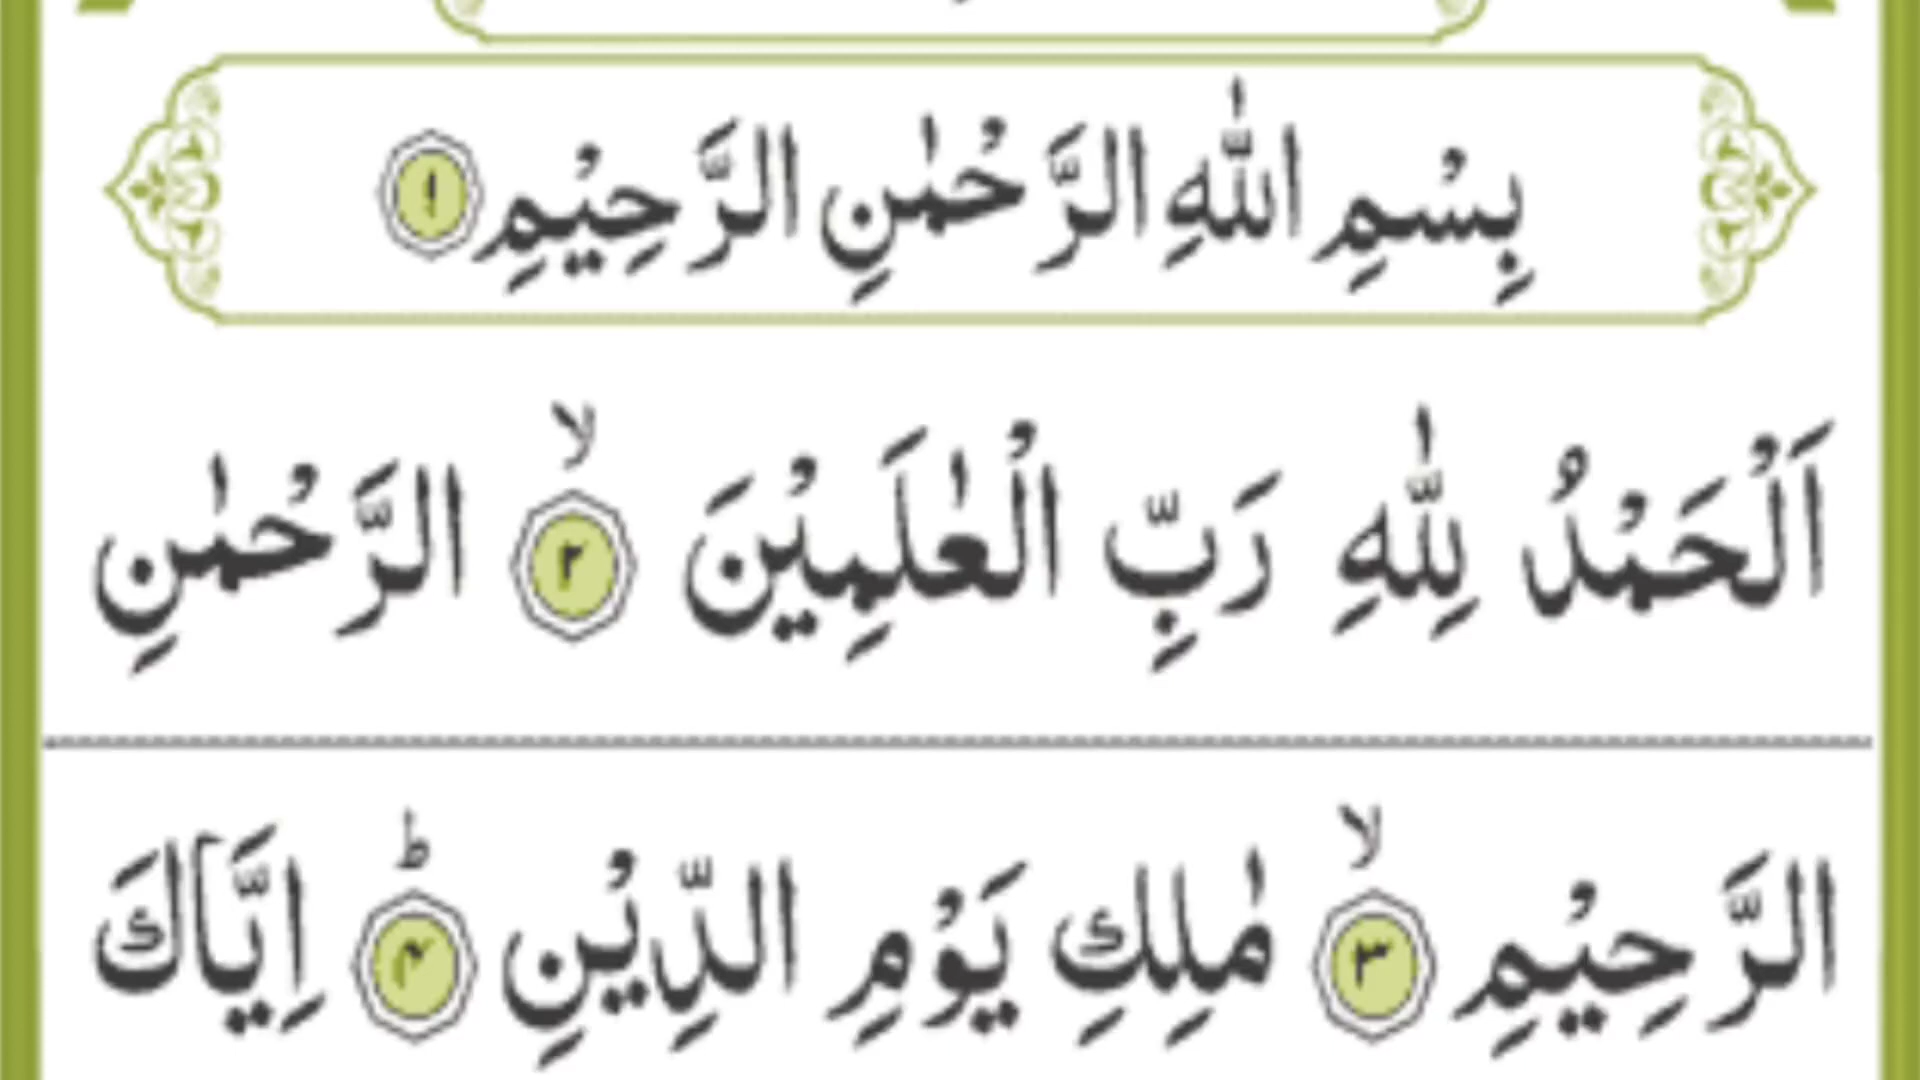 بِسْمِ اللّٰهِ الرَّحْمٰنِ الرَّحِیْمِ ۱
اَلْحَمْدُ لِلّٰهِ رَبِّ الْعٰلَمِیْنَ ۙ ۲ الرَّحْمٰنِ
الرَّحِیْمِ ۙ ۳ مٰلِكِ یَوْمِ الدِّیْنِ ؕ ۴ اِیَّاكَ